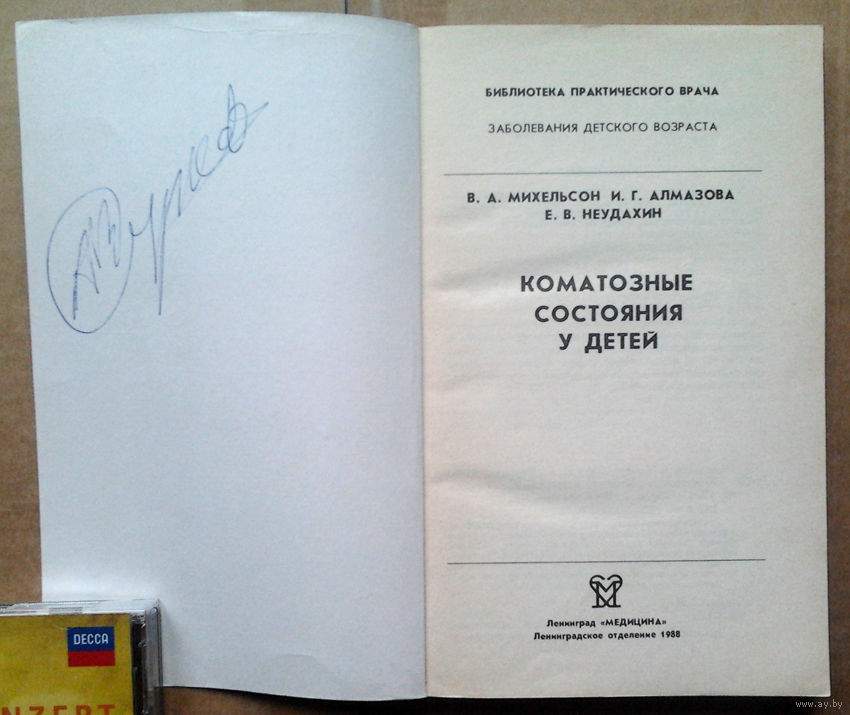 БИБЛИОТЕКА ПРАКТИЧЕСКОГО ВРАЧА
ЗАБОЛЕВАНИЯ ДЕТСКОГО ВОЗРАСТА
В. А. МИХЕЛЬСОН И. Г. АЛМАЗОВА
Е. В. НЕУДАХИН
КОМАТОЗНЫЕ
СОСТОЯНИЯ
У ДЕТЕЙ
Ленинград «МЕДИЦИНА»
Ленинградское отделение 1988
DECCA
NZERT
www.ay.by